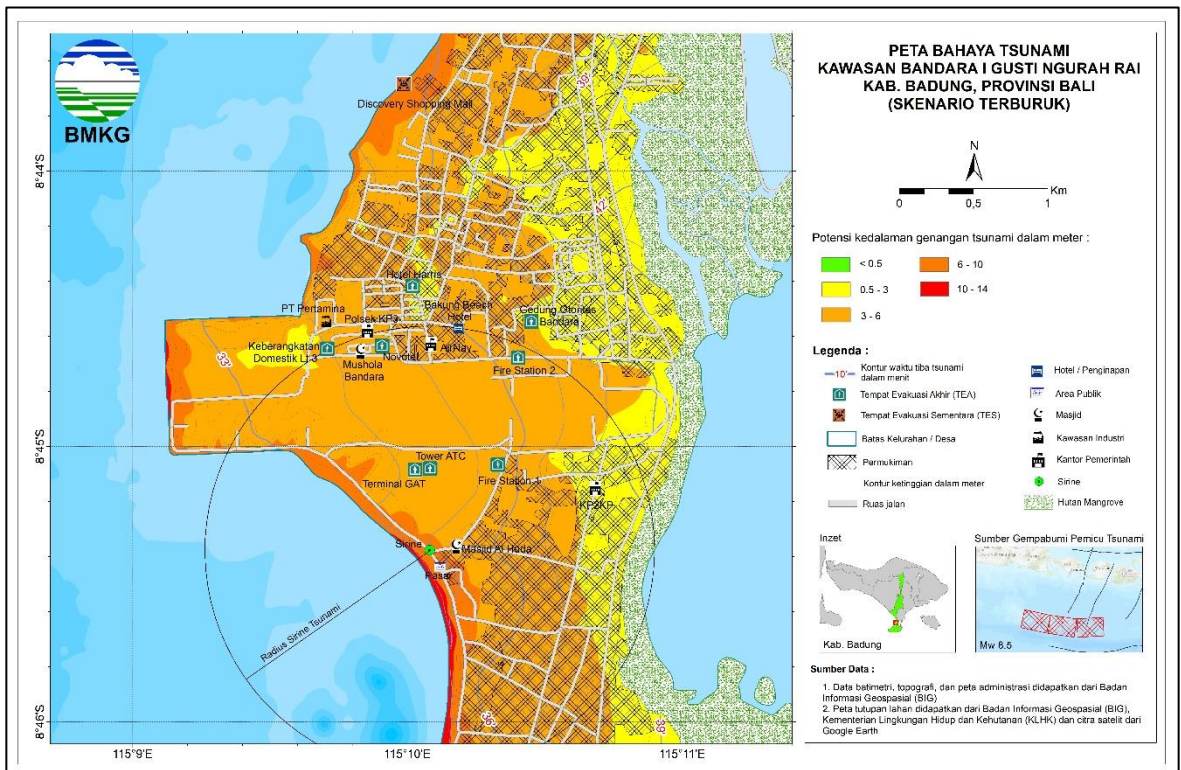 BMKG
PETA BAHAYA TSUNAMI
KAWASAN BANDARA I GUSTI NGURAH RAI
KAB. BADUNG, PROVINSI BALI
(SKENARIO TERBURUK)
N
Km
0 0,5 1
Potensi kedalaman genangan tsunami dalam meter :
< 0.5
0.5 - 3
3 - 6
6 - 10
10 - 14
Legenda :
10'
Kontur waktu tiba tsunami
dalam menit
Tempat Evakuasi Akhir (TEA)
Tempat Evakuasi Sementara (TES)
Batas Kelurahan / Desa
Permukiman
Kontur ketinggian dalam meter
Ruas jalan
Hotel / Penginapan
Area Publik
Masjid
Kawasan Industri
Kantor Pemerintah
Sirine
Hutan Mangrove
Inzet
Kab. Badung
Sumber Gempabumi Pemicu Tsunami
Sumber Data :
1. Data batimetri, topografi, dan peta administrasi didapatkan dari Badan
Informasi Geospasial (BIG)
2. Peta tutupan lahan didapatkan dari Badan Informasi Geospasial (BIG),
Kementerian Lingkungan Hidup dan Kehutanan (KLHK) dan citra satelit dari
Google Earth
Discovery Shopping Mall
Hotel Harris
PT Pertamina
Polsek KP3
Bakung Beach
Hotel
Gedung Otoritas
Bandara
Keberangkatan
Domestik Lt 3
Mushola
Bandara
Novotel
AirNav
Fire Station 2
33
Tower ATC
Terminal GAT
Fire Station 1
KP2KP
Sirine
Masjid Al Huda
Pasar
Radius Sirine Tsunami
8°44'S
8°45'S
8°46'S
115°9'E
115°10'E
115°11'E